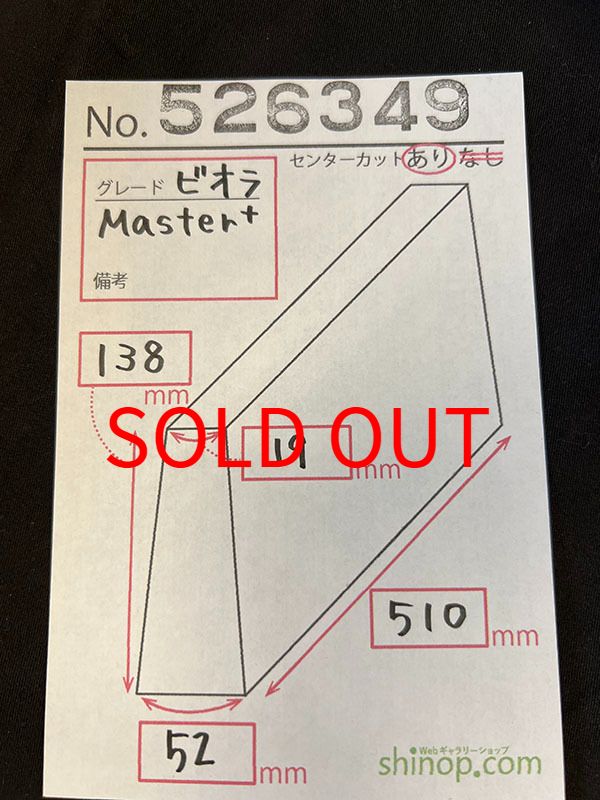 No. 526349
センターカット あり なし
グレード ビオラ
Master+
備考
138
mm
SOLD OUT
19
mm
510
mm
52
mm
Webギャラリーショップ
shinop.com